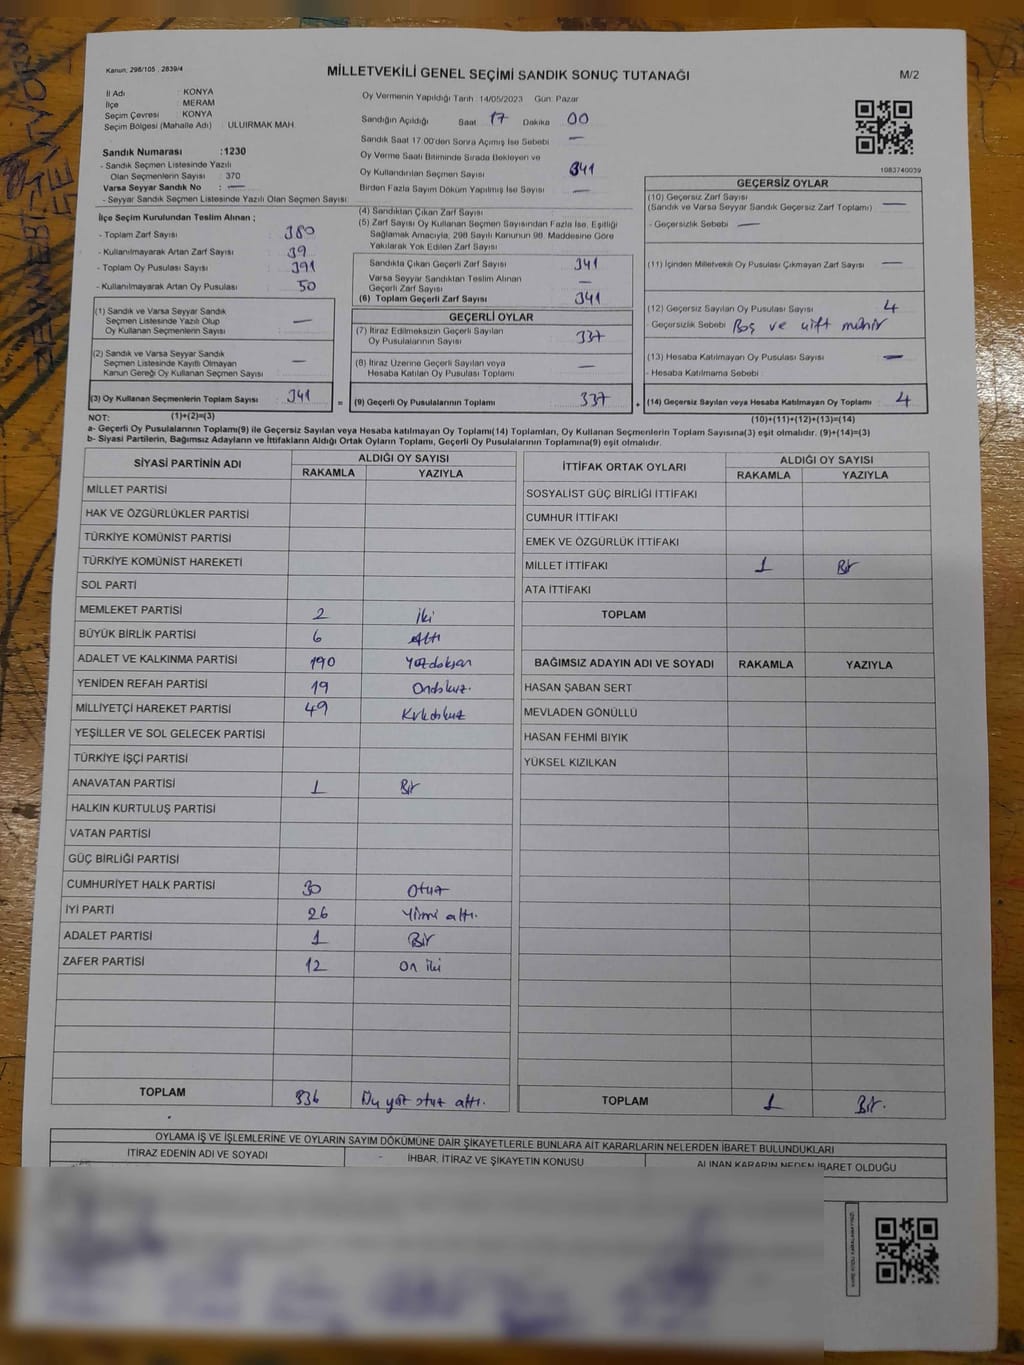 Kanun: 298/105 , 2839/4
MİLLETVEKİLİ GENEL SEÇİMİ SANDIK SONUÇ TUTANAĞI
M/2
İl Adı : KONYA
İlçe : MERAM
Seçim Çevresi : KONYA
Seçim Bölgesi (Mahalle Adı) : ULUIRMAK MAH.
Oy Vermenin Yapıldığı Tarih 14/05/2023 Gün: Pazar
Sandığın Açıldığı Saat 17 Dakika 00
Sandık Saat 17:00'den Sonra Açılmış İse Sebebi —
Oy Verme Saati Bitiminde Sırada Bekleyen ve
Oy Kullandırılan Seçmen Sayısı 341
Birden Fazla Sayım Döküm Yapılmış İse Sayısı —
Sandık Numarası :1230
- Sandık Seçmen Listesinde Yazılı
Olan Seçmenlerin Sayısı : 370
Varsa Seyyar Sandık No : —
- Seyyar Sandık Seçmen Listesinde Yazılı Olan Seçmen Sayısı
1083740039
İlçe Seçim Kurulundan Teslim Alınan ;
- Toplam Zarf Sayısı 380
- Kullanılmayarak Artan Zarf Sayısı 39
- Toplam Oy Pusulası Sayısı 391
- Kullanılmayarak Artan Oy Pusulası 50
(1) Sandık ve Varsa Seyyar Sandık
Seçmen Listesinde Yazılı Olup
Oy Kullanan Seçmenlerin Sayısı —
(2) Sandık ve Varsa Seyyar Sandık
Seçmen Listesinde Kayıtlı Olmayan
Kanun Gereği Oy Kullanan Seçmen Sayısı —
(3) Oy Kullanan Seçmenlerin Toplam Sayısı 341
(4) Sandıktan Çıkan Zarf Sayısı
(5) Zarf Sayısı Oy Kullanan Seçmen Sayısından Fazla İse, Eşitliği
Sağlamak Amacıyla, 298 Sayılı Kanunun 98. Maddesine Göre
Yakılarak Yok Edilen Zarf Sayısı
Sandıkta Çıkan Geçerli Zarf Sayısı 341
Varsa Seyyar Sandıktan Teslim Alınan
Geçerli Zarf Sayısı —
(6) Toplam Geçerli Zarf Sayısı 341
GEÇERLİ OYLAR
(7) İtiraz Edilmeksizin Geçerli Sayılan
Oy Pusulalarının Sayısı 337
(8) İtiraz Üzerine Geçerli Sayılan veya
Hesaba Katılan Oy Pusulası Toplamı —
= (9) Geçerli Oy Pusulalarının Toplamı 337
GEÇERSİZ OYLAR
(10) Geçersiz Zarf Sayısı
(Sandık ve Varsa Seyyar Sandık Geçersiz Zarf Toplamı) —
- Geçersizlik Sebebi —
(11) İçinden Milletvekili Oy Pusulası Çıkmayan Zarf Sayısı —
(12) Geçersiz Sayılan Oy Pusulası Sayısı 4
- Geçersizlik Sebebi Boş ve çift mühür
(13) Hesaba Katılmayan Oy Pusulası Sayısı —
- Hesaba Katılmama Sebebi
+ (14) Geçersiz Sayılan veya Hesaba Katılmayan Oy Toplamı 4
NOT: (1)+(2)=(3)
(10)+(11)+(12)+(13)=(14)
a- Geçerli Oy Pusulalarının Toplamı(9) ile Geçersiz Sayılan veya Hesaba katılmayan Oy Toplamı(14) Toplamları, Oy Kullanan Seçmenlerin Toplam Sayısına(3) eşit olmalıdır. (9)+(14)=(3)
b- Siyasi Partilerin, Bağımsız Adayların ve İttifakların Aldığı Ortak Oyların Toplamı, Geçerli Oy Pusulalarının Toplamına(9) eşit olmalıdır.
SİYASİ PARTİNİN ADI
ALDIĞI OY SAYISI
RAKAMLA YAZIYLA
MİLLET PARTİSİ
HAK VE ÖZGÜRLÜKLER PARTİSİ
TÜRKİYE KOMÜNİST PARTİSİ
TÜRKİYE KOMÜNİST HAREKETİ
SOL PARTİ
MEMLEKET PARTİSİ 2 iki
BÜYÜK BİRLİK PARTİSİ 6 Altı
ADALET VE KALKINMA PARTİSİ 190 Yüzdoksan
YENİDEN REFAH PARTİSİ 19 Ondokuz.
MİLLİYETÇİ HAREKET PARTİSİ 49 Kırkdokuz
YEŞİLLER VE SOL GELECEK PARTİSİ
TÜRKİYE İŞÇİ PARTİSİ
ANAVATAN PARTİSİ 1 Bir
HALKIN KURTULUŞ PARTİSİ
VATAN PARTİSİ
GÜÇ BİRLİĞİ PARTİSİ
CUMHURİYET HALK PARTİSİ 30 Otuz
İYİ PARTİ 26 Yirmi altı.
ADALET PARTİSİ 1 Bir
ZAFER PARTİSİ 12 On iki
TOPLAM 336 Üç yüz otuz altı.
İTTİFAK ORTAK OYLARI
ALDIĞI OY SAYISI
RAKAMLA YAZIYLA
SOSYALİST GÜÇ BİRLİĞİ İTTİFAKI
CUMHUR İTTİFAKI
EMEK VE ÖZGÜRLÜK İTTİFAKI
MİLLET İTTİFAKI 1 Bir
ATA İTTİFAKI
TOPLAM
BAĞIMSIZ ADAYIN ADI VE SOYADI RAKAMLA YAZIYLA
HASAN ŞABAN SERT
MEVLADEN GÖNÜLLÜ
HASAN FEHMİ BIYIK
YÜKSEL KIZILKAN
TOPLAM 1 Bir.
OYLAMA İŞ VE İŞLEMLERİNE VE OYLARIN SAYIM DÖKÜMÜNE DAİR ŞİKAYETLERLE BUNLARA AİT KARARLARIN NELERDEN İBARET BULUNDUKLARI
İTİRAZ EDENİN ADI VE SOYADI
İHBAR, İTİRAZ VE ŞİKAYETİN KONUSU
ALINAN KARARIN NEDEN İBARET OLDUĞU